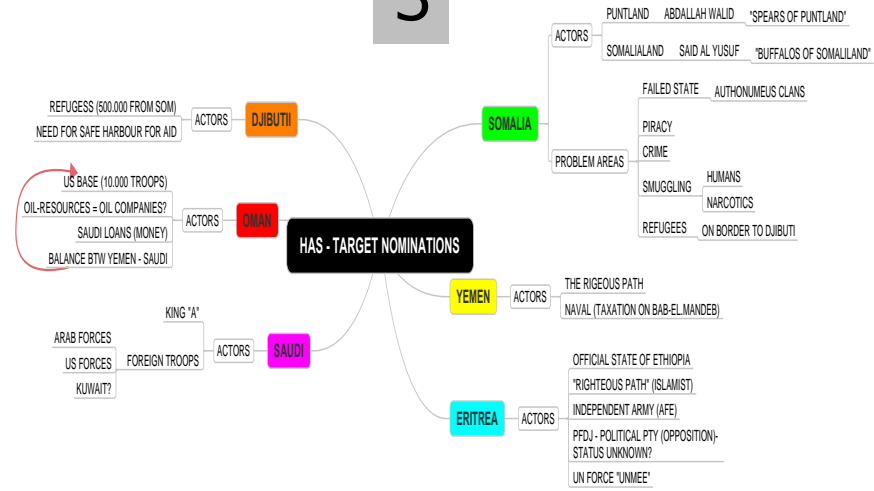 3
HAS - TARGET NOMINATIONS
DJIBUTII
ACTORS
REFUGESS (500.000 FROM SOM)
NEED FOR SAFE HARBOUR FOR AID
OMAN
ACTORS
US BASE (10.000 TROOPS)
OIL-RESOURCES = OIL COMPANIES?
SAUDI LOANS (MONEY)
BALANCE BTW YEMEN - SAUDI
SAUDI
ACTORS
KING "A"
FOREIGN TROOPS
ARAB FORCES
US FORCES
KUWAIT?
SOMALIA
ACTORS
PUNTLAND
ABDALLAH WALID
"SPEARS OF PUNTLAND"
SOMALIALAND
SAID AL YUSUF
"BUFFALOS OF SOMALILAND"
PROBLEM AREAS
FAILED STATE
AUTHONUMEUS CLANS
PIRACY
CRIME
SMUGGLING
HUMANS
NARCOTICS
REFUGEES
ON BORDER TO DJIBUTI
YEMEN
ACTORS
THE RIGEOUS PATH
NAVAL (TAXATION ON BAB-EL.MANDEB)
ERITREA
ACTORS
OFFICIAL STATE OF ETHIOPIA
"RIGHTEOUS PATH" (ISLAMIST)
INDEPENDENT ARMY (AFE)
PFDJ - POLITICAL PTY (OPPOSITION)-
STATUS UNKNOWN?
UN FORCE "UNMEE"